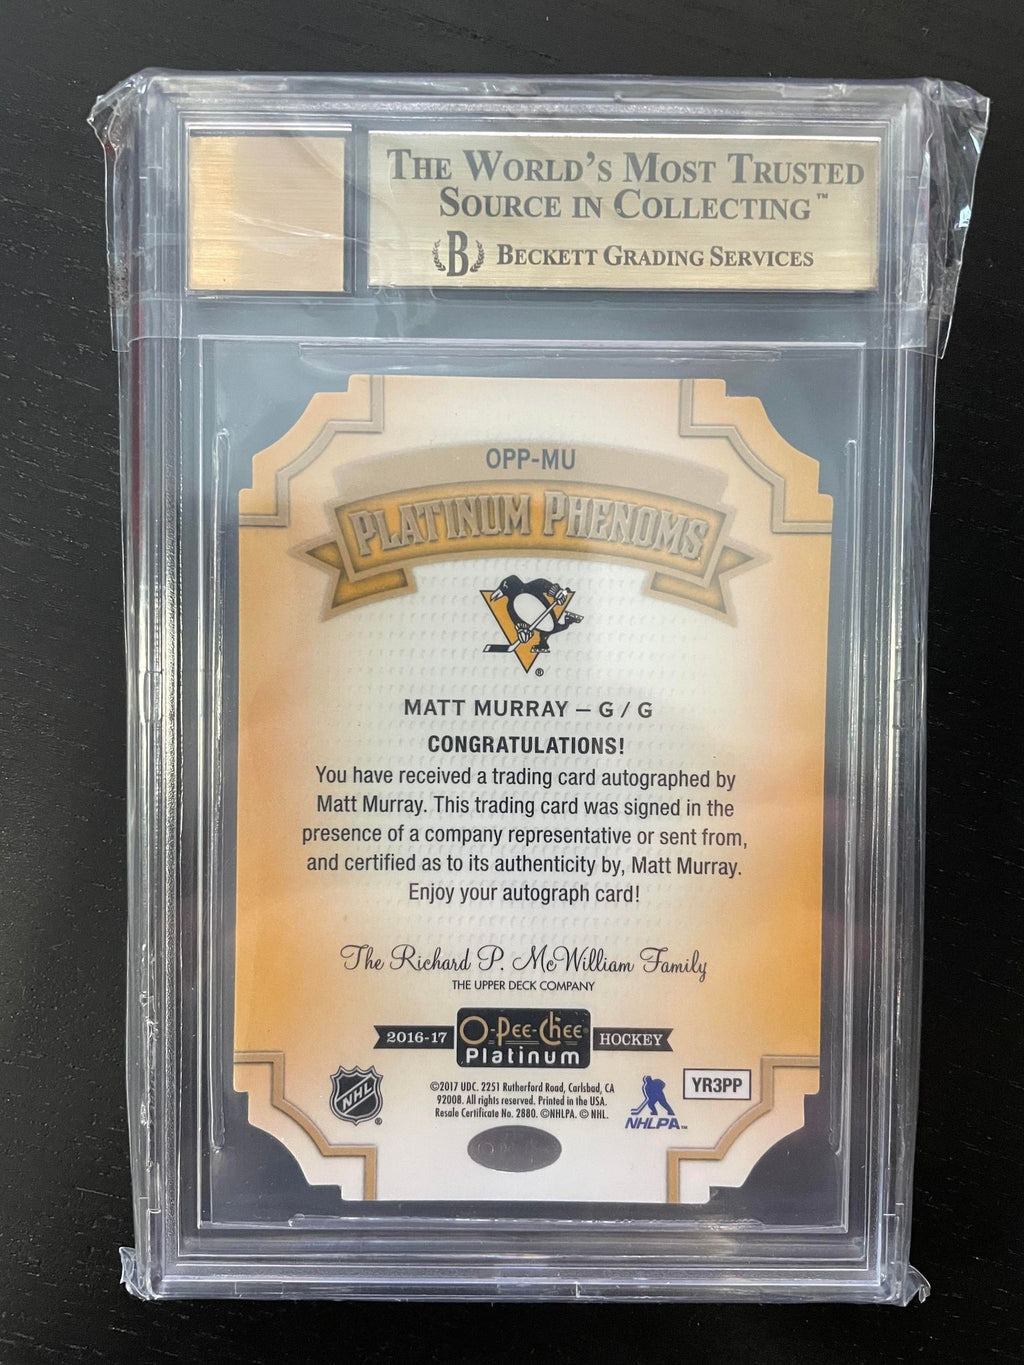 THE WORLD'S MOST TRUSTED
SOURCE IN COLLECTING™
B BECKETT GRADING SERVICES
OPP-MU
PLATINUM PHENOMS
®
MATT MURRAY – G / G
CONGRATULATIONS!
You have received a trading card autographed by
Matt Murray. This trading card was signed in the
presence of a company representative or sent from,
and certified as to its authenticity by, Matt Murray.
Enjoy your autograph card!
The Richard P. McWilliam Family
THE UPPER DECK COMPANY
2016-17 O-Pee-Chee® HOCKEY
Platinum
NHL ®
©2017 UDC. 2251 Rutherford Road, Carlsbad, CA
92008. All rights reserved. Printed in the USA.
Resale Certificate No. 2880. ©NHLPA. © NHL.
NHLPA™
YR3PP